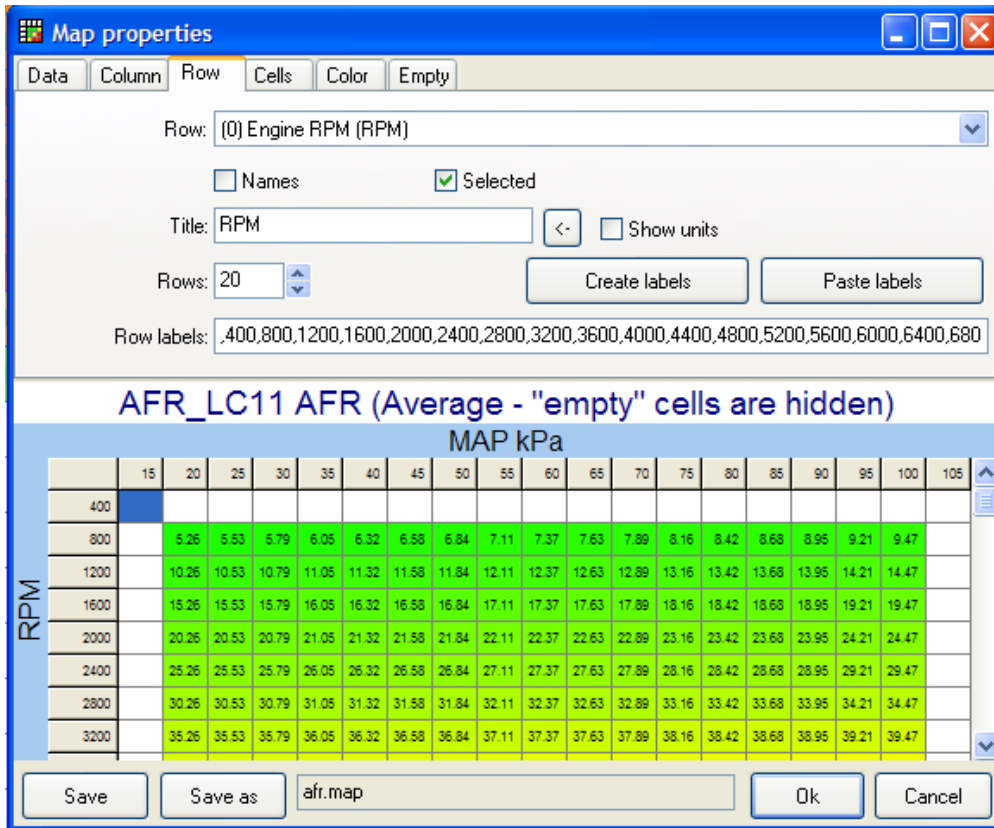 Map properties
Data Column Row Cells Color Empty
Row: (0) Engine RPM (RPM)
Names Selected
Title: RPM <- Show units
Rows: 20 Create labels Paste labels
Row labels: ,400,800,1200,1600,2000,2400,2800,3200,3600,4000,4400,4800,5200,5600,6000,6400,680
AFR_LC11 AFR (Average - "empty" cells are hidden)
MAP kPa
15 20 25 30 35 40 45 50 55 60 65 70 75 80 85 90 95 100 105
RPM
400
800 5.26 5.53 5.79 6.05 6.32 6.58 6.84 7.11 7.37 7.63 7.89 8.16 8.42 8.68 8.95 9.21 9.47
1200 10.26 10.53 10.79 11.05 11.32 11.58 11.84 12.11 12.37 12.63 12.89 13.16 13.42 13.68 13.95 14.21 14.47
1600 15.26 15.53 15.79 16.05 16.32 16.58 16.84 17.11 17.37 17.63 17.89 18.16 18.42 18.68 18.95 19.21 19.47
2000 20.26 20.53 20.79 21.05 21.32 21.58 21.84 22.11 22.37 22.63 22.89 23.16 23.42 23.68 23.95 24.21 24.47
2400 25.26 25.53 25.79 26.05 26.32 26.58 26.84 27.11 27.37 27.63 27.89 28.16 28.42 28.68 28.95 29.21 29.47
2800 30.26 30.53 30.79 31.05 31.32 31.58 31.84 32.11 32.37 32.63 32.89 33.16 33.42 33.68 33.95 34.21 34.47
3200 35.26 35.53 35.79 36.05 36.32 36.58 36.84 37.11 37.37 37.63 37.89 38.16 38.42 38.68 38.95 39.21 39.47
Save Save as afr.map Ok Cancel